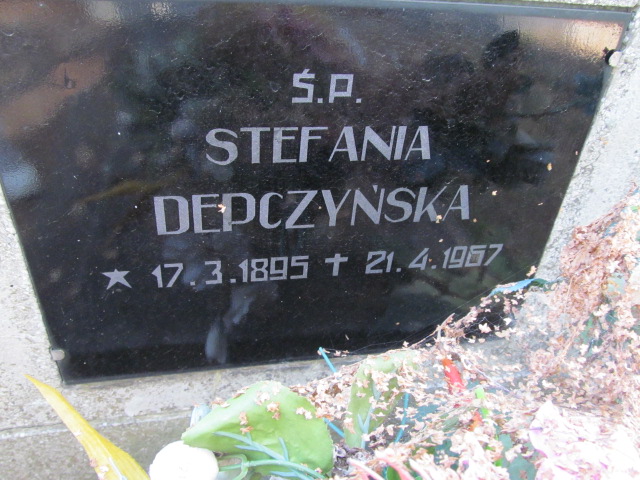 Ś.P.
STEFANIA
DEPCZYŃSKA
★ 17.3.1895 ✝ 21.4.1967